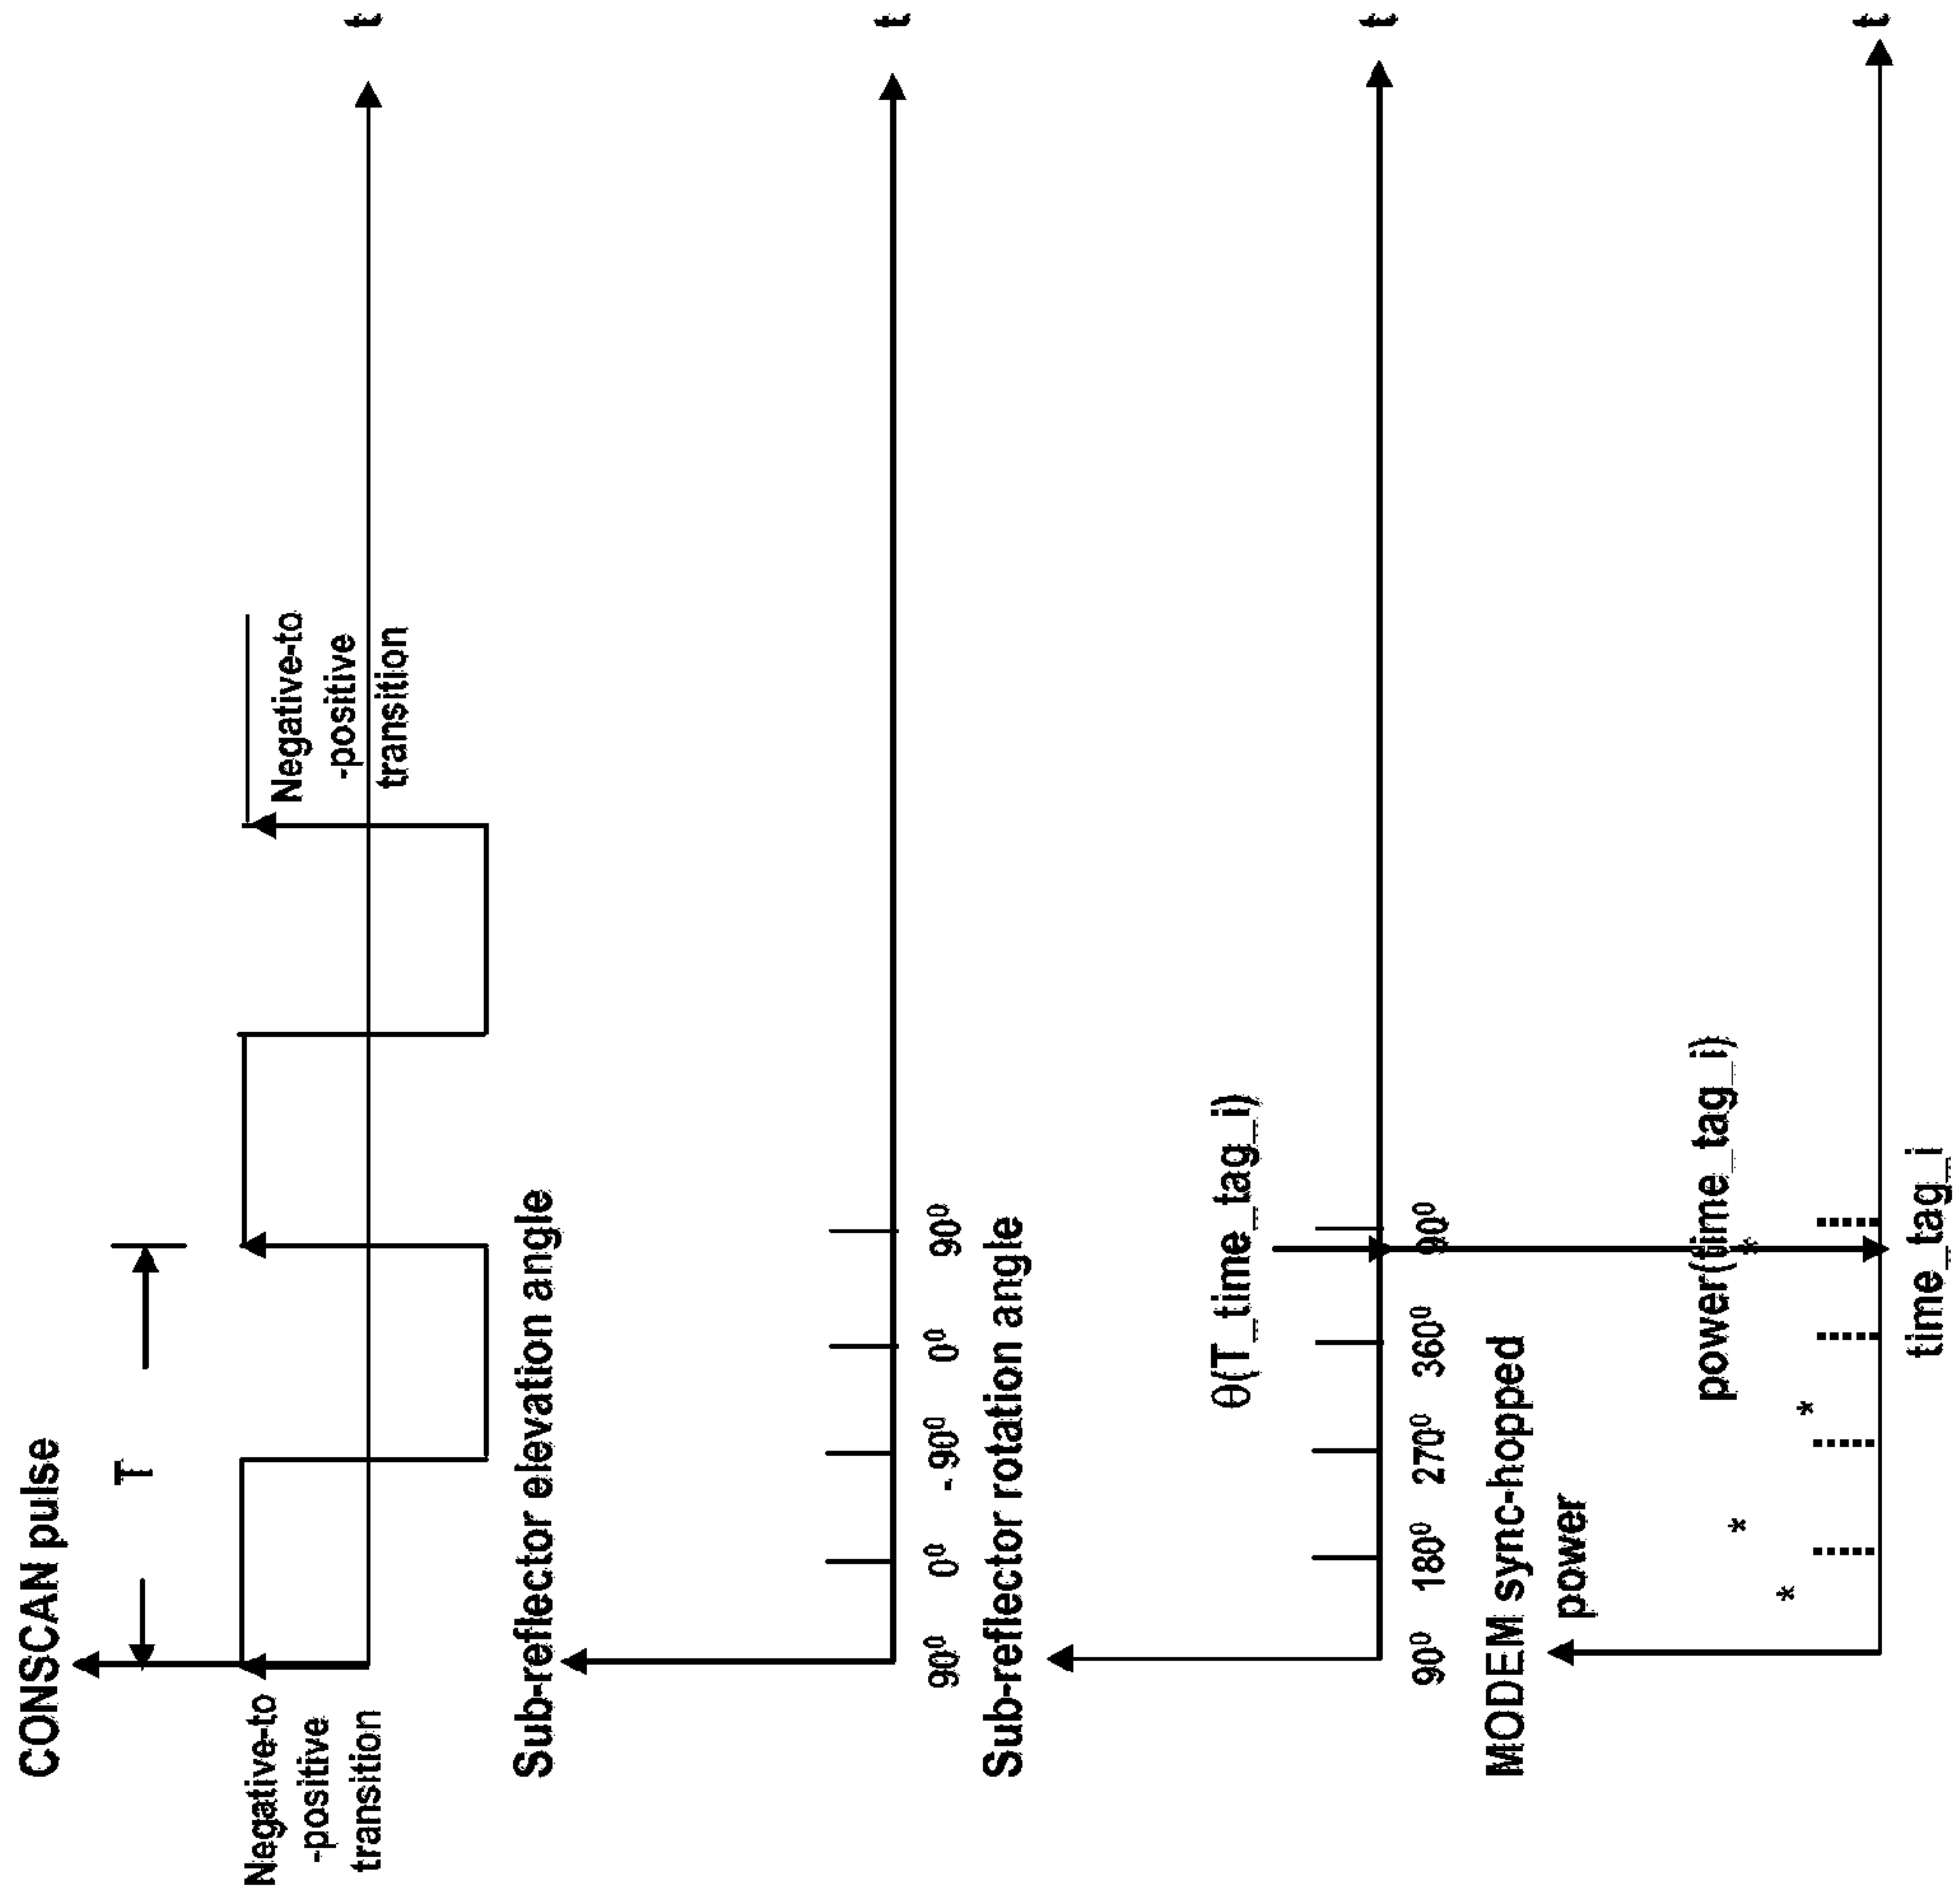 CONSCAN pulse
T
Negative-to
-positive
transition
Negative-to
-positive
transition
t
Sub-reflector elevation angle
t
90⁰ 0⁰ - 90⁰ 0⁰ 90⁰
Sub-reflector rotation angle
θ(T_time_tag_i)
t
90⁰ 180⁰ 270⁰ 360⁰ 90⁰
MODEM sync-hopped
power
power(time_tag_i)
* * * *
t
time_tag_i